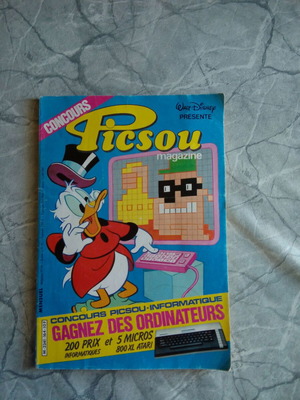 CONCOURS
Picsou
magazine
Walt Disney
PRÉSENTE
MENSUEL
CONCOURS PICSOU-INFORMATIQUE
GAGNEZ DES ORDINATEURS
200 PRIX et 5 MICROS
INFORMATIQUES 800 XL ATARI